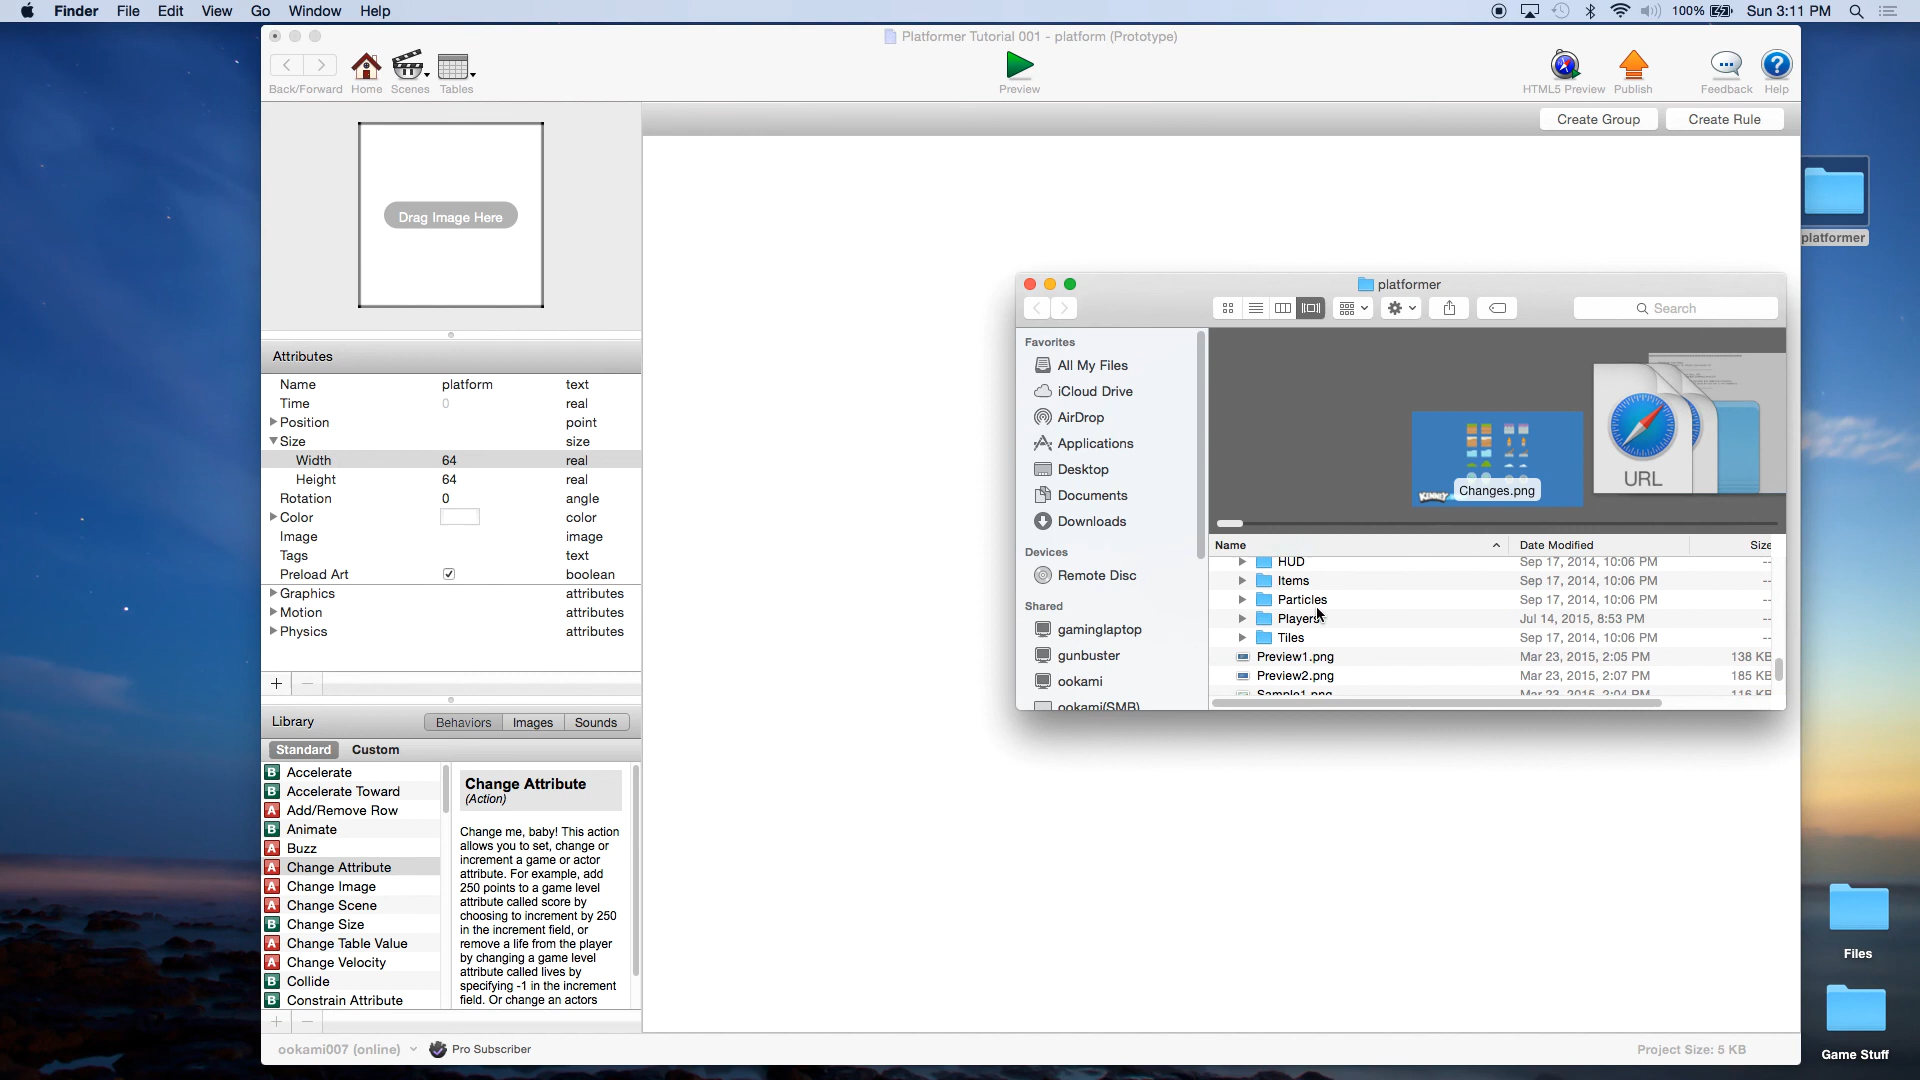 Finder File Edit View Go Window Help 100% Sun 3:11 PM
Platformer Tutorial 001 - platform (Prototype)
Back/Forward Home Scenes Tables Preview HTML5 Preview Publish Feedback Help
Create Group Create Rule
Drag Image Here
Attributes
Name platform text
Time 0 real
Position point
Size size
Width 64 real
Height 64 real
Rotation 0 angle
Color color
Image image
Tags text
Preload Art boolean
Graphics attributes
Motion attributes
Physics attributes
Library Behaviors Images Sounds
Standard Custom
B Accelerate
B Accelerate Toward
A Add/Remove Row
B Animate
A Buzz
A Change Attribute
A Change Image
A Change Scene
B Change Size
A Change Table Value
A Change Velocity
B Collide
B Constrain Attribute
Change Attribute
(Action)
Change me, baby! This action
allows you to set, change or
increment a game or actor
attribute. For example, add
250 points to a game level
attribute called score by
choosing to increment by 250
in the increment field, or
remove a life from the player
by changing a game level
attribute called lives by
specifying -1 in the increment
field. Or change an actors
ookami007 (online) Pro Subscriber
Project Size: 5 KB
platformer
Search
Favorites
All My Files
iCloud Drive
AirDrop
Applications
Desktop
Documents
Downloads
Devices
Remote Disc
Shared
gaminglaptop
gunbuster
ookami
ookami(SMB)
KENNEY
Changes.png
URL
Name Date Modified Size
HUD Sep 17, 2014, 10:06 PM --
Items Sep 17, 2014, 10:06 PM --
Particles Sep 17, 2014, 10:06 PM --
Players Jul 14, 2015, 8:53 PM --
Tiles Sep 17, 2014, 10:06 PM --
Preview1.png Mar 23, 2015, 2:05 PM 138 KB
Preview2.png Mar 23, 2015, 2:07 PM 185 KB
Sample1.png Mar 23, 2015, 2:04 PM 116 KB
platformer
Files
Game Stuff